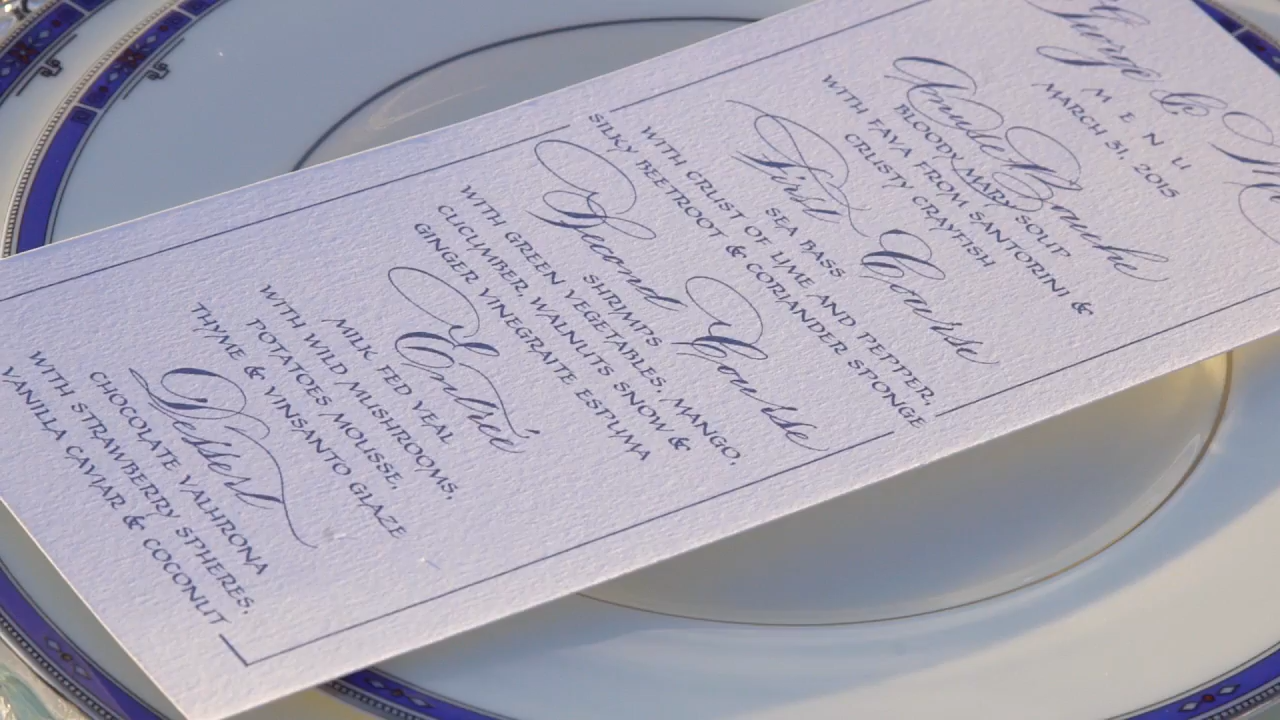 &
MENU
MARCH 31, 2015
Amuse Bouche
BLOODY MARY SOUP
WITH FAVA FROM SANTORINI &
CRUSTY CRAYFISH
First Course
SEA BASS
WITH CRUST OF LIME AND PEPPER,
SILKY BEETROOT & CORIANDER SPONGE
Second Course
SHRIMPS
WITH GREEN VEGETABLES, MANGO,
CUCUMBER, WALNUTS SNOW &
GINGER VINEGRATE ESPUMA
Entreé
MILK FED VEAL
WITH WILD MUSHROOMS,
POTATOES MOUSSE,
THYME & VINSANTO GLAZE
Dessert
CHOCOLATE VALHRONA
WITH STRAWBERRY SPHERES,
VANILLA CAVIAR & COCONUT